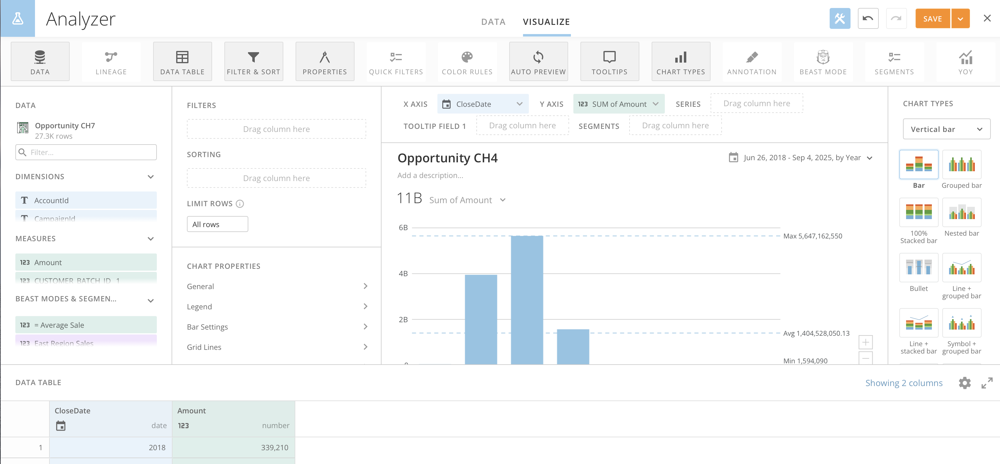 Analyzer
DATA VISUALIZE
SAVE
DATA LINEAGE DATA TABLE FILTER & SORT PROPERTIES QUICK FILTERS COLOR RULES AUTO PREVIEW TOOLTIPS CHART TYPES ANNOTATION BEAST MODE SEGMENTS YOY
DATA
Opportunity CH7
27.3K rows
Filter...
DIMENSIONS
T AccountId
T CampaignId
MEASURES
123 Amount
123 CUSTOMER_BATCH_ID_1
BEAST MODES & SEGMEN...
123 = Average Sale
123 East Region Sales
FILTERS
Drag column here
SORTING
Drag column here
LIMIT ROWS
All rows
CHART PROPERTIES
General
Legend
Bar Settings
Grid Lines
X AXIS CloseDate Y AXIS 123 SUM of Amount SERIES Drag column here
TOOLTIP FIELD 1 Drag column here SEGMENTS Drag column here
Opportunity CH4
Jun 26, 2018 - Sep 4, 2025, by Year
Add a description...
11B Sum of Amount
6B
Max 5,647,162,550
4B
2B
Avg 1,404,528,050.13
Min 1,594,090
0
CHART TYPES
Vertical bar
Bar Grouped bar
100%
Stacked bar
Nested bar
Bullet
Line +
grouped bar
Line +
stacked bar
Symbol +
grouped bar
DATA TABLE
Showing 2 columns
CloseDate Amount
date 123 number
1 2018 339,210